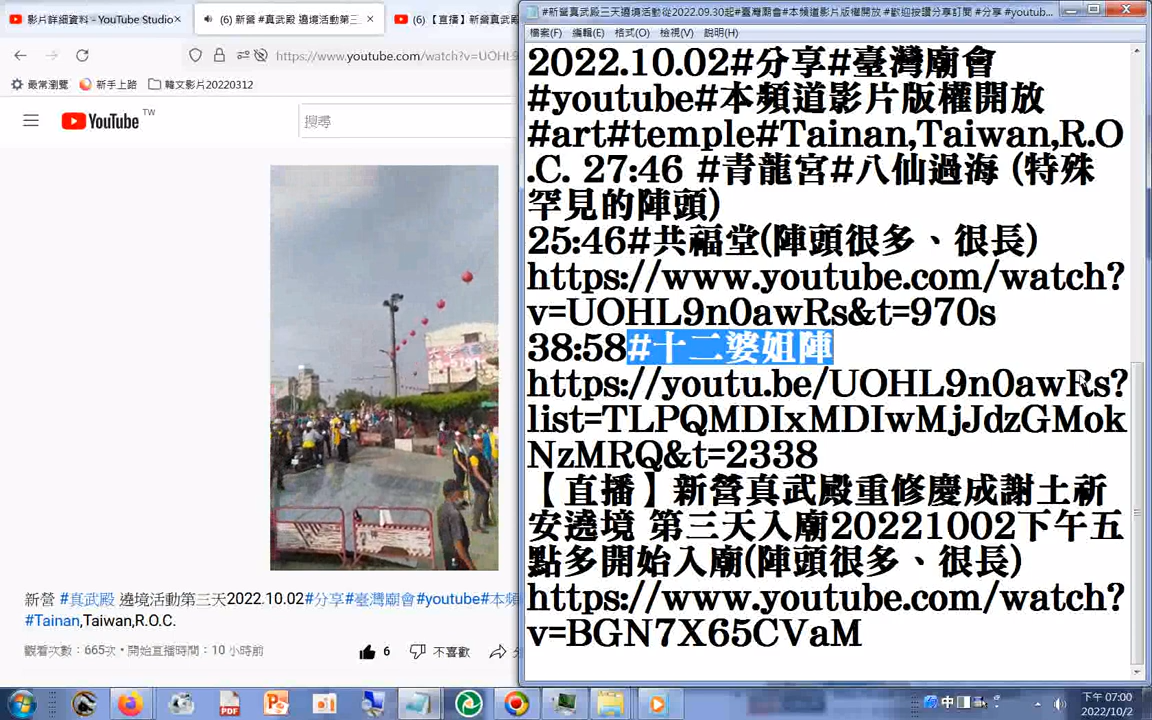 影片詳細資料 - YouTube Studio
(6) 新營 #真武殿 遶境活動第三
(6)【直播】新營真武殿
https://www.youtube.com/watch?v=UOHL9
最常瀏覽
新手上路
韓文影片20220312
YouTube TW
搜尋
新營 #真武殿 遶境活動第三天2022.10.02#分享#臺灣廟會#youtube#本頻
#Tainan,Taiwan,R.O.C.
觀看次數：665次・開始直播時間：10 小時前
6
不喜歡
#新營真武殿三天遶境活動從2022.09.30起#臺灣廟會#本頻道影片版權開放 #歡迎按讚分享訂閱 #分享 #youtub...
檔案(F) 編輯(E) 格式(O) 檢視(V) 說明(H)
2022.10.02#分享#臺灣廟會
#youtube#本頻道影片版權開放
#art#temple#Tainan,Taiwan,R.O
.C. 27:46 #青龍宮#八仙過海 (特殊
罕見的陣頭)
25:46#共福堂(陣頭很多、很長)
https://www.youtube.com/watch?
v=UOHL9n0awRs&t=970s
38:58#十二婆姐陣
https://youtu.be/UOHL9n0awRs?
list=TLPQMDIxMDIwMjJdzGMok
NzMRQ&t=2338
【直播】新營真武殿重修慶成謝土祈
安遶境 第三天入廟20221002下午五
點多開始入廟(陣頭很多、很長)
https://www.youtube.com/watch?
v=BGN7X65CVaM
中
下午 07:00
2022/10/2